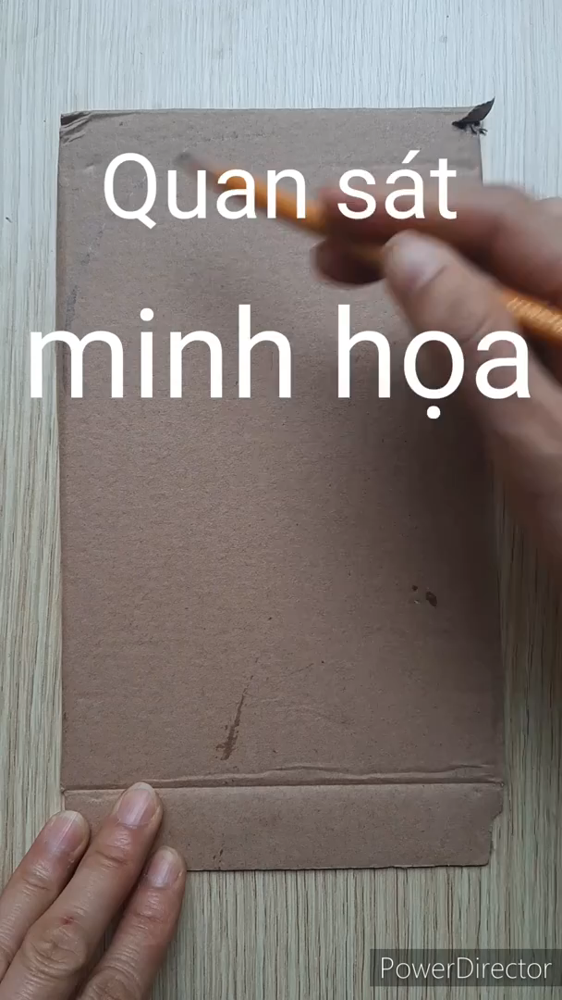 Quan sát
minh họa
PowerDirector